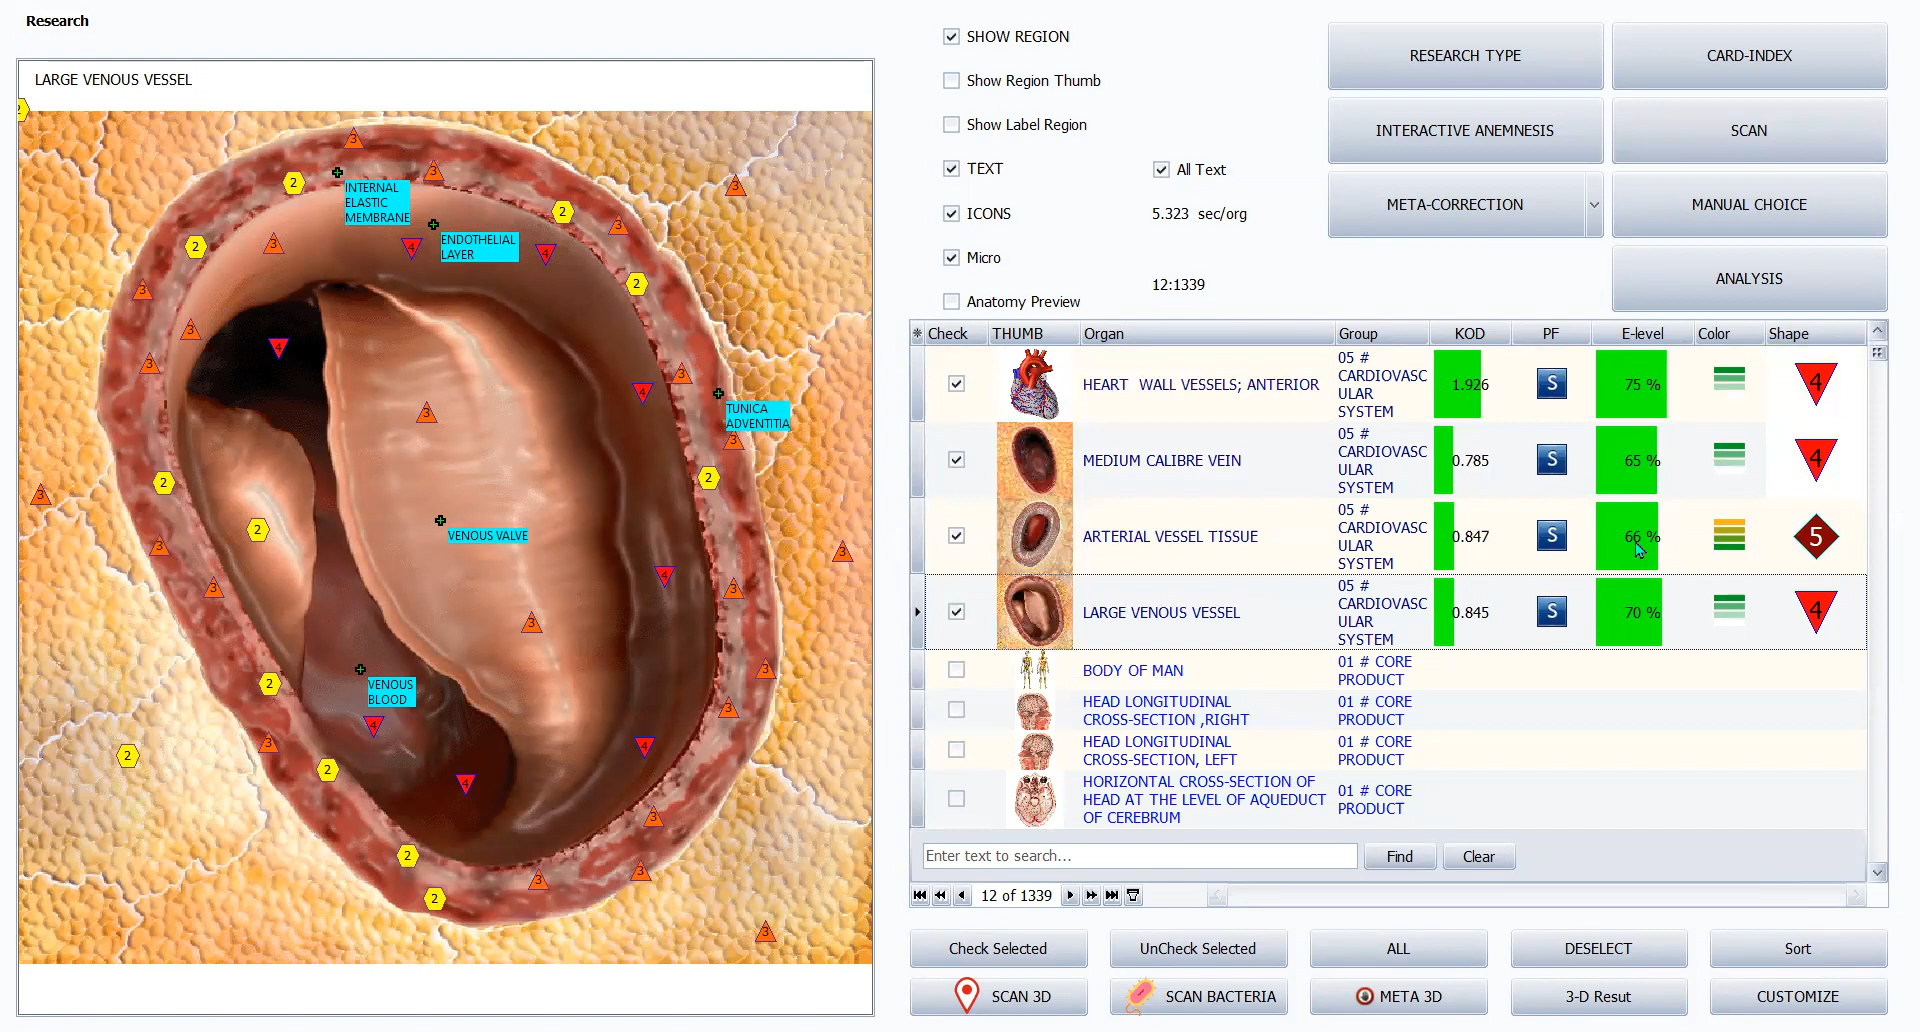 Research
LARGE VENOUS VESSEL
INTERNAL
ELASTIC
MEMBRANE
ENDOTHELIAL
LAYER
TUNICA
ADVENTITIA
VENOUS VALVE
VENOUS
BLOOD
SHOW REGION
Show Region Thumb
Show Label Region
TEXT
All Text
ICONS
5.323 sec/org
Micro
12:1339
Anatomy Preview
RESEARCH TYPE
CARD-INDEX
INTERACTIVE ANEMNESIS
SCAN
META-CORRECTION
MANUAL CHOICE
ANALYSIS
Check THUMB Organ Group KOD PF E-level Color Shape
HEART WALL VESSELS; ANTERIOR
05 #
CARDIOVASC
ULAR
SYSTEM
1.926 S 75 % 4
MEDIUM CALIBRE VEIN
05 #
CARDIOVASC
ULAR
SYSTEM
0.785 S 65 % 4
ARTERIAL VESSEL TISSUE
05 #
CARDIOVASC
ULAR
SYSTEM
0.847 S 66 % 5
LARGE VENOUS VESSEL
05 #
CARDIOVASC
ULAR
SYSTEM
0.845 S 70 % 4
BODY OF MAN
01 # CORE
PRODUCT
HEAD LONGITUDINAL
CROSS-SECTION ,RIGHT
01 # CORE
PRODUCT
HEAD LONGITUDINAL
CROSS-SECTION, LEFT
01 # CORE
PRODUCT
HORIZONTAL CROSS-SECTION OF
HEAD AT THE LEVEL OF AQUEDUCT
OF CEREBRUM
01 # CORE
PRODUCT
Enter text to search...
Find
Clear
12 of 1339
Check Selected
UnCheck Selected
ALL
DESELECT
Sort
SCAN 3D
SCAN BACTERIA
META 3D
3-D Resut
CUSTOMIZE